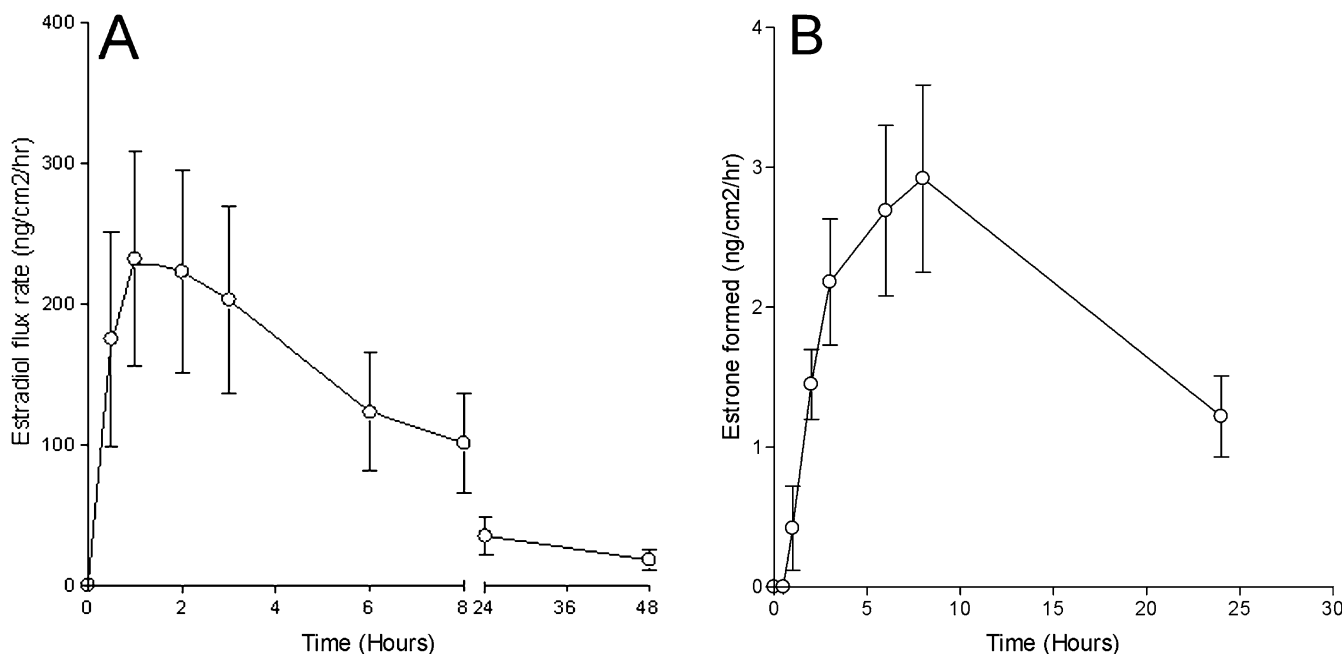 A
Estradiol flux rate (ng/cm2/hr)
400
300
200
100
0
0 2 4 6 8 24 36 48
Time (Hours)
B
Estrone formed (ng/cm2/hr)
4
3
2
1
0
0 5 10 15 20 25 30
Time (Hours)